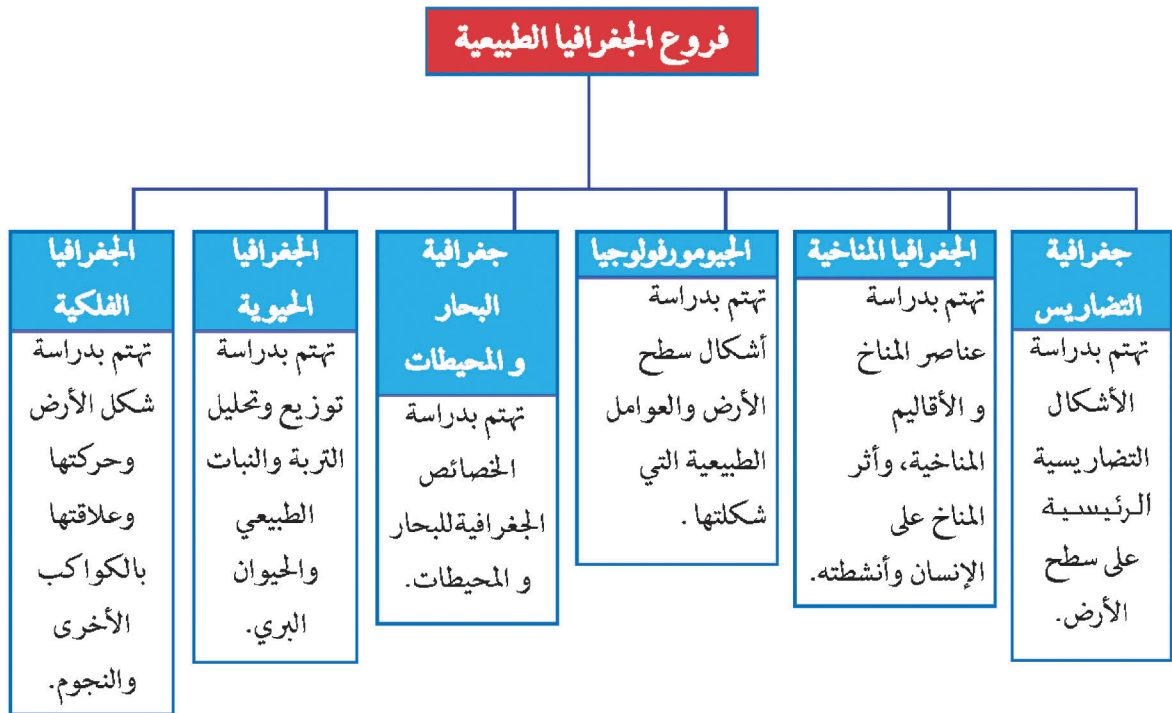 فروع الجغرافيا الطبيعية
جغرافية
التضاريس
تهتم بدراسة
الأشكال
التضاريسية
الرئيسية
على سطح
الأرض.
الجغرافيا المناخية
تهتم بدراسة
عناصر المناخ
و الأقاليم
المناخية، وأثر
المناخ على
الإنسان وأنشطته.
الجيومورفولوجيا
تهتم بدراسة
أشكال سطح
الأرض والعوامل
الطبيعية التي
شكلتها .
جغرافية
البحار
و المحيطات
تهتم بدراسة
الخصائص
الجغرافية للبحار
و المحيطات.
الجغرافيا
الحيوية
تهتم بدراسة
توزيع وتحليل
التربة والنبات
الطبيعي
والحيوان
البري.
الجغرافيا
الفلكية
تهتم بدراسة
شكل الأرض
وحركتها
وعلاقتها
بالكواكب
الأخرى
والنجوم.